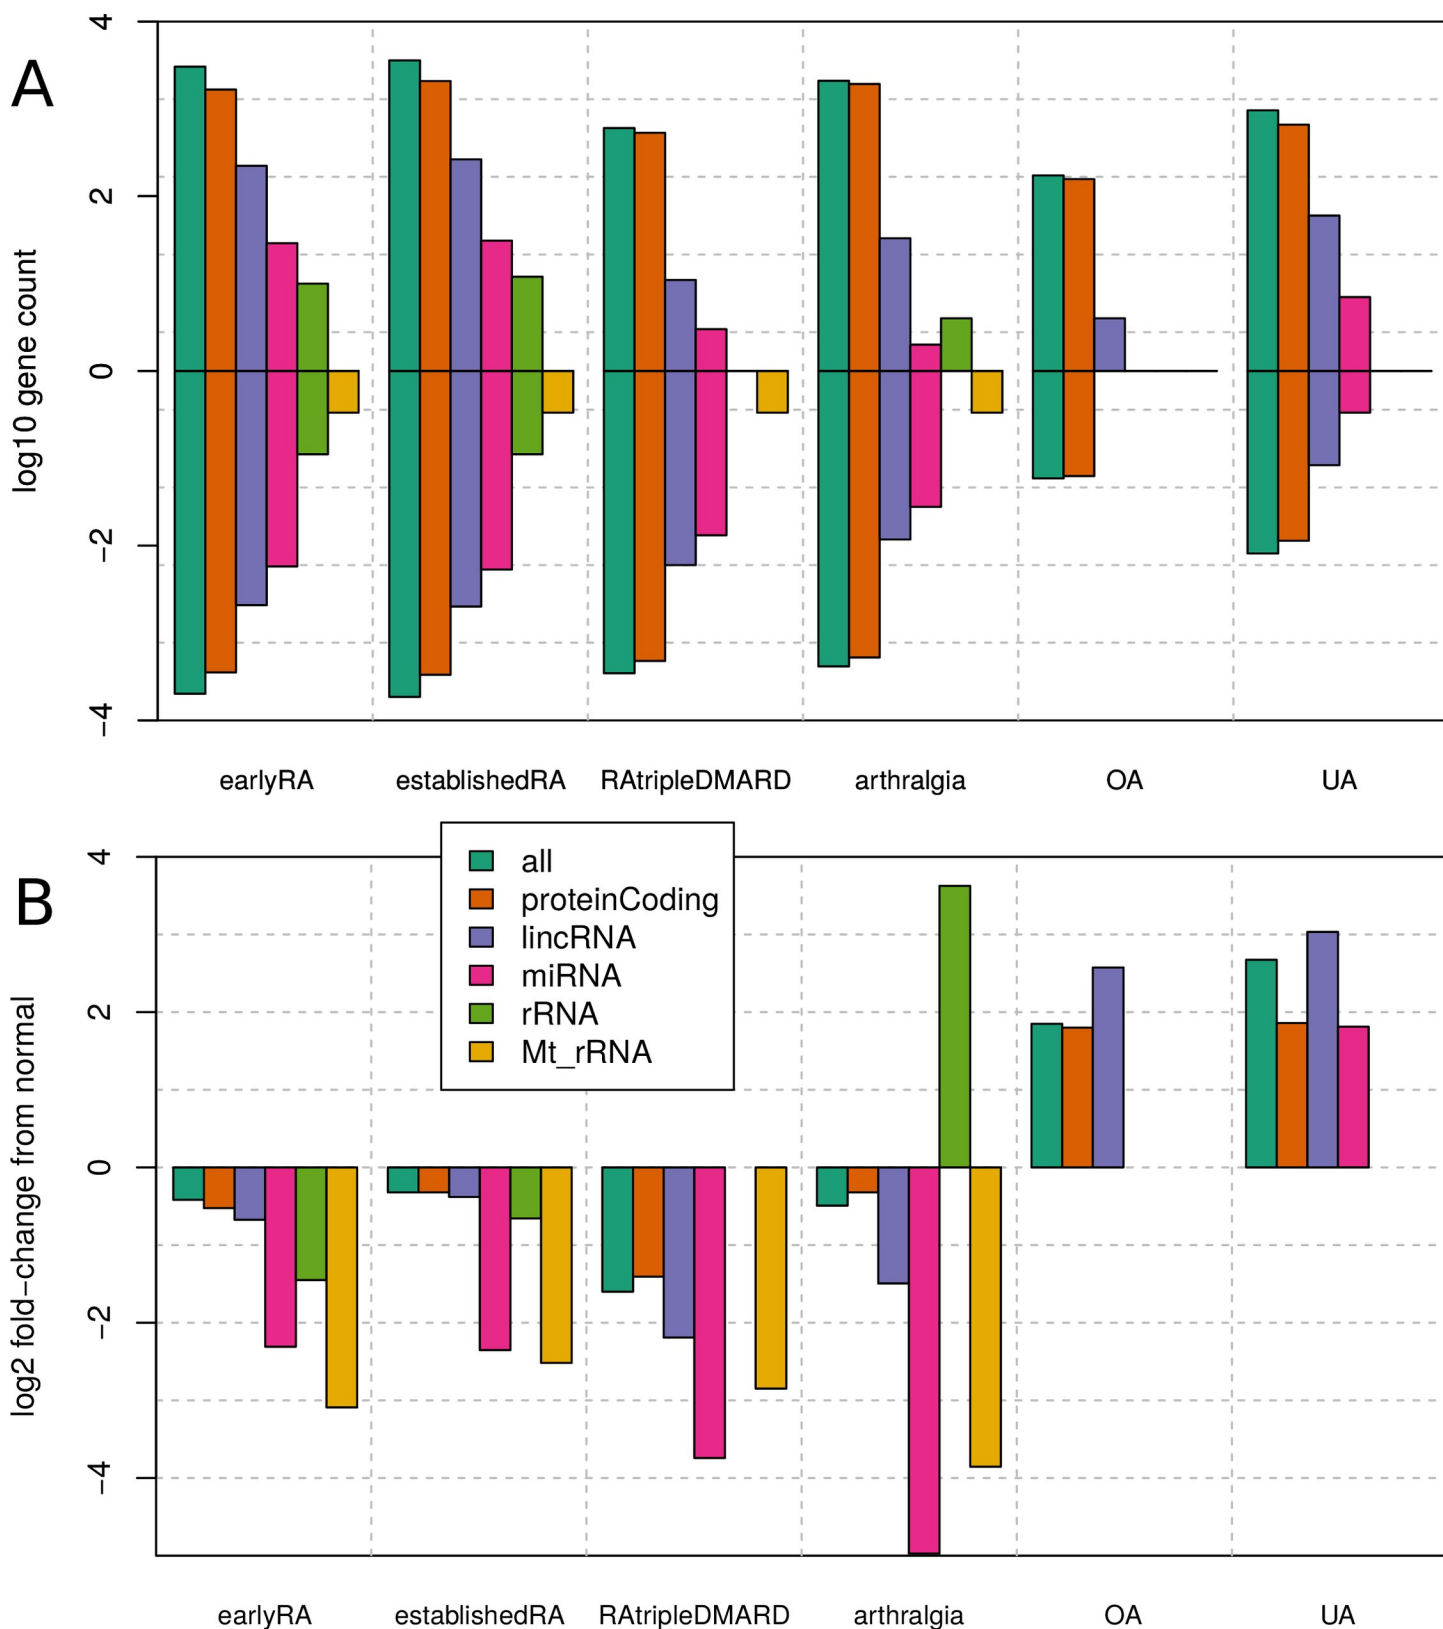 A
log10 gene count
4
2
0
−2
−4
earlyRA
establishedRA
RAtripleDMARD
arthralgia
OA
UA
B
log2 fold−change from normal
4
2
0
−2
−4
all
proteinCoding
lincRNA
miRNA
rRNA
Mt_rRNA
earlyRA
establishedRA
RAtripleDMARD
arthralgia
OA
UA